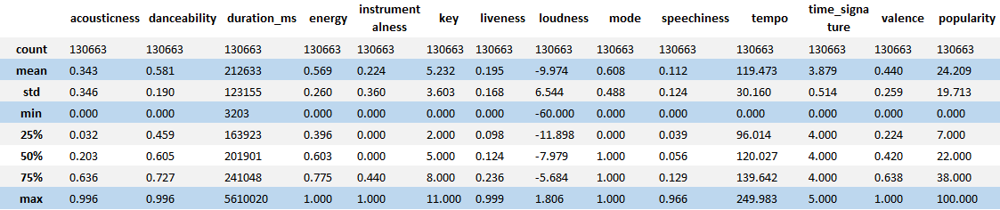 acousticness danceability duration_ms energy instrumentalness key liveness loudness mode speechiness tempo time_signature valence popularity
count 130663 130663 130663 130663 130663 130663 130663 130663 130663 130663 130663 130663 130663 130663
mean 0.343 0.581 212633 0.569 0.224 5.232 0.195 -9.974 0.608 0.112 119.473 3.879 0.440 24.209
std 0.346 0.190 123155 0.260 0.360 3.603 0.168 6.544 0.488 0.124 30.160 0.514 0.259 19.713
min 0.000 0.000 3203 0.000 0.000 0.000 0.000 -60.000 0.000 0.000 0.000 0.000 0.000 0.000
25% 0.032 0.459 163923 0.396 0.000 2.000 0.098 -11.898 0.000 0.039 96.014 4.000 0.224 7.000
50% 0.203 0.605 201901 0.603 0.000 5.000 0.124 -7.979 1.000 0.056 120.027 4.000 0.420 22.000
75% 0.636 0.727 241048 0.775 0.440 8.000 0.236 -5.684 1.000 0.129 139.642 4.000 0.638 38.000
max 0.996 0.996 5610020 1.000 1.000 11.000 0.999 1.806 1.000 0.966 249.983 5.000 1.000 100.000